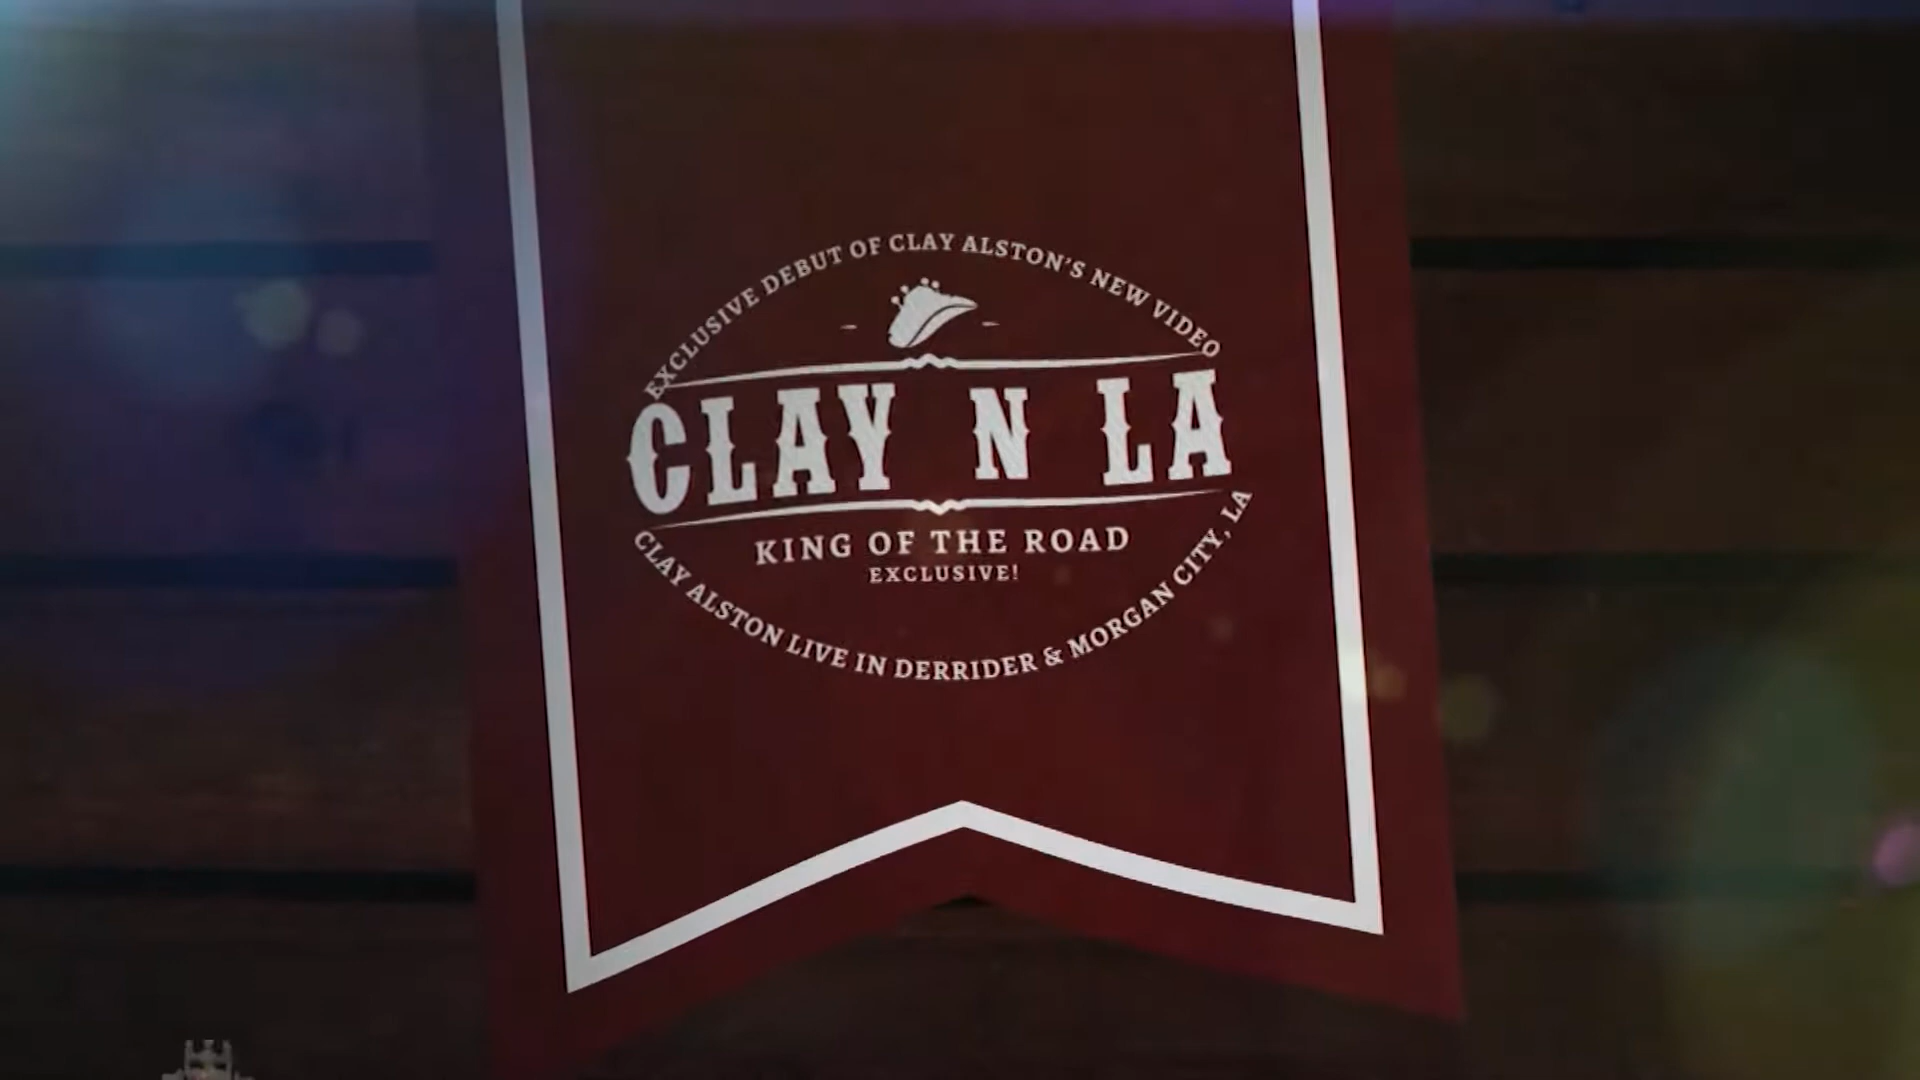 EXCLUSIVE DEBUT OF CLAY ALSTON'S NEW VIDEO
CLAY N LA
KING OF THE ROAD
EXCLUSIVE!
CLAY ALSTON LIVE IN DERRIDER & MORGAN CITY, LA